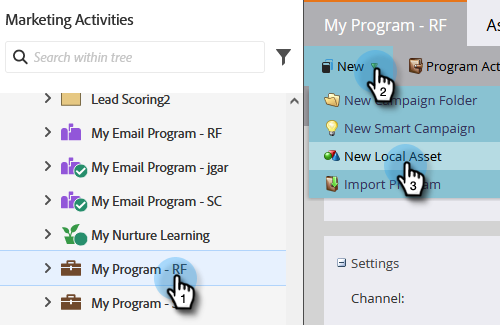 Marketing Activities
Search within tree
Lead Scoring2
My Email Program - RF
My Email Program - jgar
My Email Program - SC
My Nurture Learning
My Program - RF
1
My Program -
My Program - RF
New
2
Program
New Campaign Folder
New Smart Campaign
New Local Asset
3
Import Program
Settings
Channel: